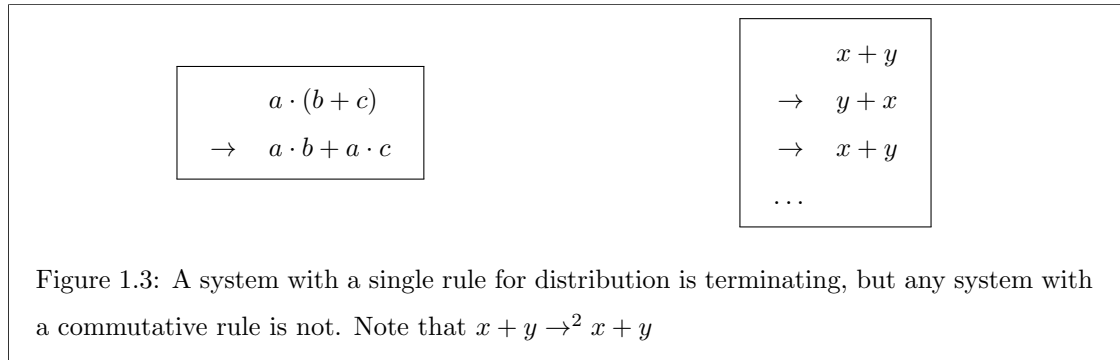 a · (b + c)
→ a · b + a · c
x + y
→ y + x
→ x + y
...
Figure 1.3: A system with a single rule for distribution is terminating, but any system with
a commutative rule is not. Note that x + y →² x + y